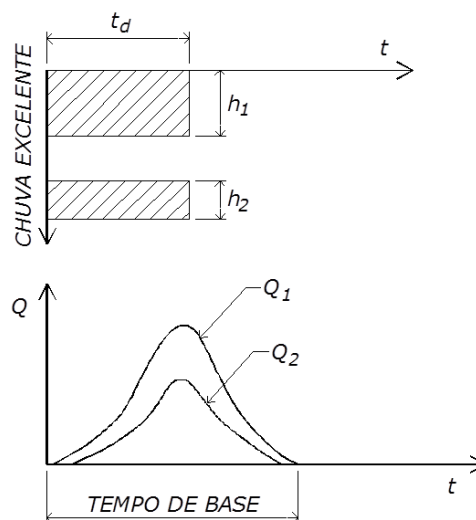 t_d
t
h_1
CHUVA EXCELENTE
h_2
Q_1
Q
Q_2
t
TEMPO DE BASE